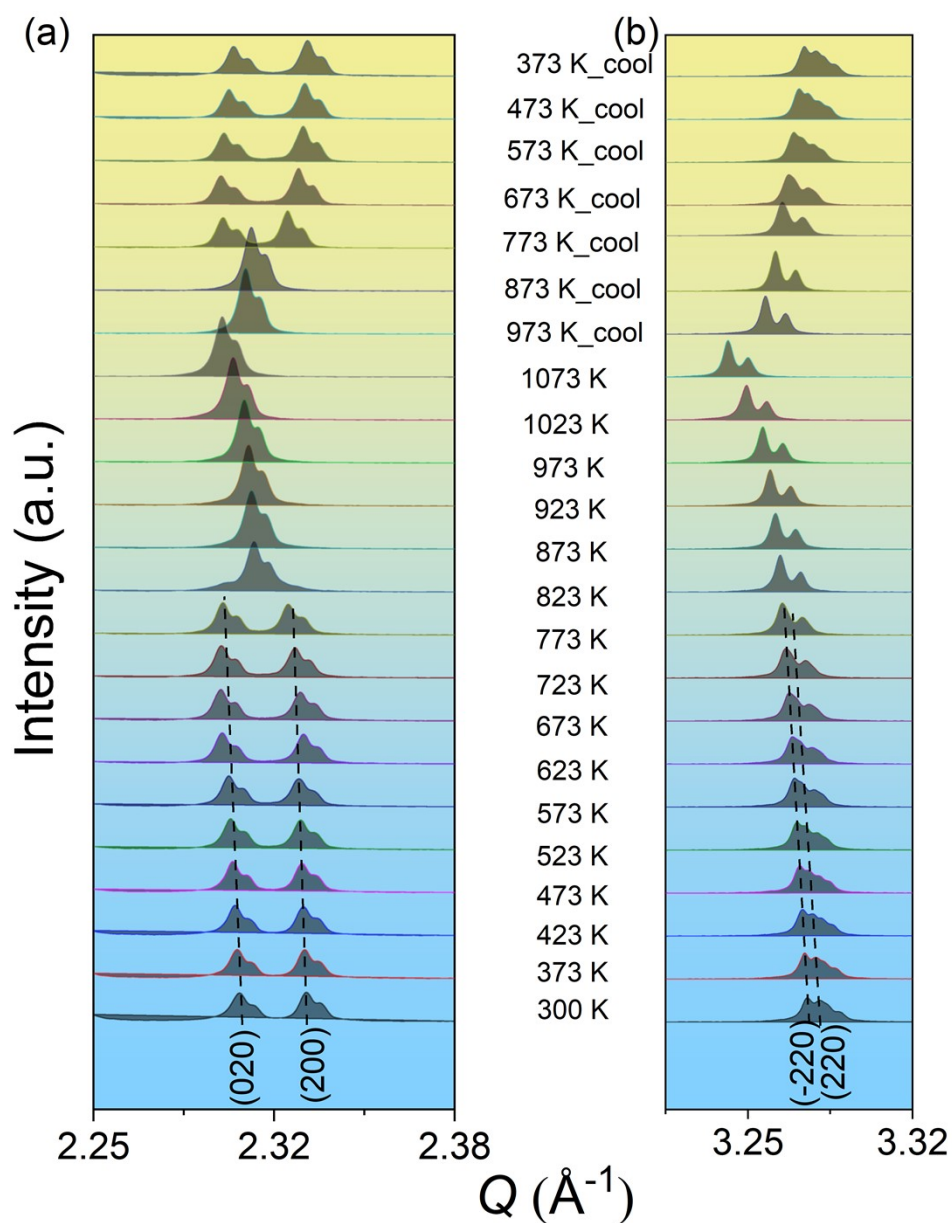 (a)
(b)
373 K_cool
473 K_cool
573 K_cool
673 K_cool
773 K_cool
873 K_cool
973 K_cool
1073 K
1023 K
973 K
923 K
873 K
823 K
773 K
723 K
673 K
623 K
573 K
523 K
473 K
423 K
373 K
300 K
Intensity (a.u.)
(020)
(200)
(-220)
(220)
2.25
2.32
2.38
3.25
3.32
Q (Å⁻¹)